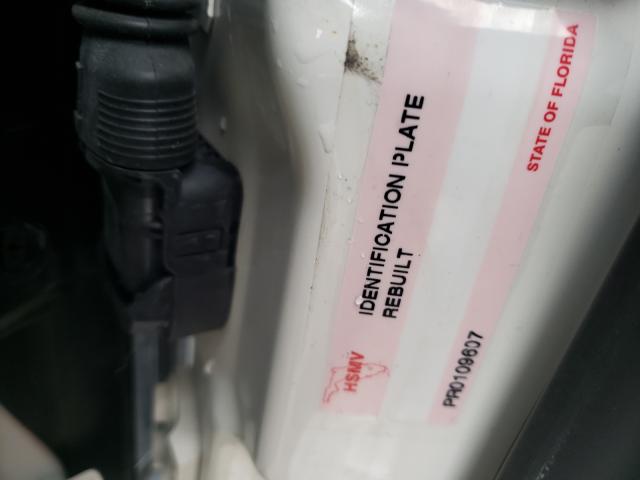 IDENTIFICATION PLATE
REBUILT
HSMV
PR0109607
STATE OF FLORIDA